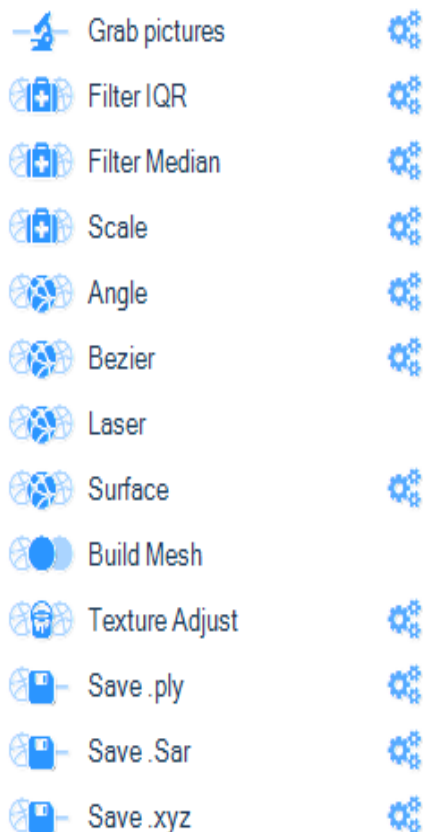 Grab pictures
Filter IQR
Filter Median
Scale
Angle
Bezier
Laser
Surface
Build Mesh
Texture Adjust
Save .ply
Save .Sar
Save .xyz